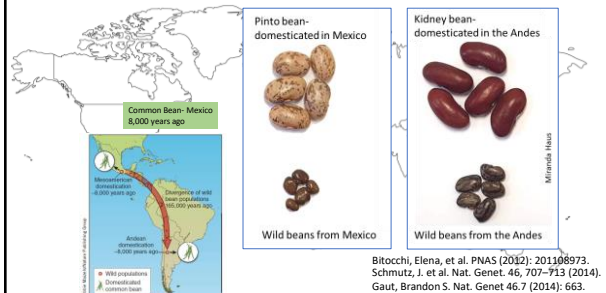 Common Bean- Mexico
8,000 years ago
Mesoamerican
domestication
~8,000 years ago
Divergence of wild
bean populations
~165,000 years ago
Andean
domestication
~8,000 years ago
Wild populations
Domesticated
common bean
Pinto bean-
domesticated in Mexico
Wild beans from Mexico
Kidney bean-
domesticated in the Andes
Wild beans from the Andes
Miranda Haus
Bitocchi, Elena, et al. PNAS (2012): 201108973.
Schmutz, J. et al. Nat. Genet. 46, 707–713 (2014).
Gaut, Brandon S. Nat. Genet 46.7 (2014): 663.